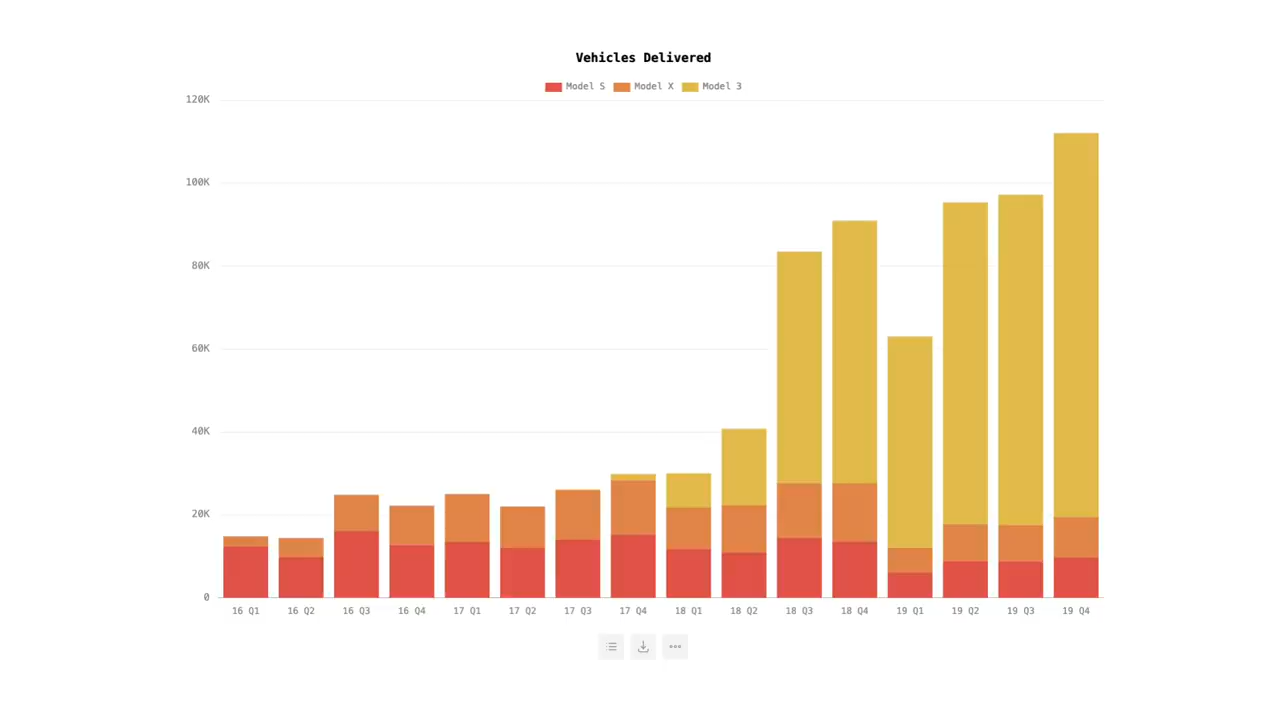 Vehicles Delivered
Model S Model X Model 3
120K
100K
80K
60K
40K
20K
0
16 Q1 16 Q2 16 Q3 16 Q4 17 Q1 17 Q2 17 Q3 17 Q4 18 Q1 18 Q2 18 Q3 18 Q4 19 Q1 19 Q2 19 Q3 19 Q4